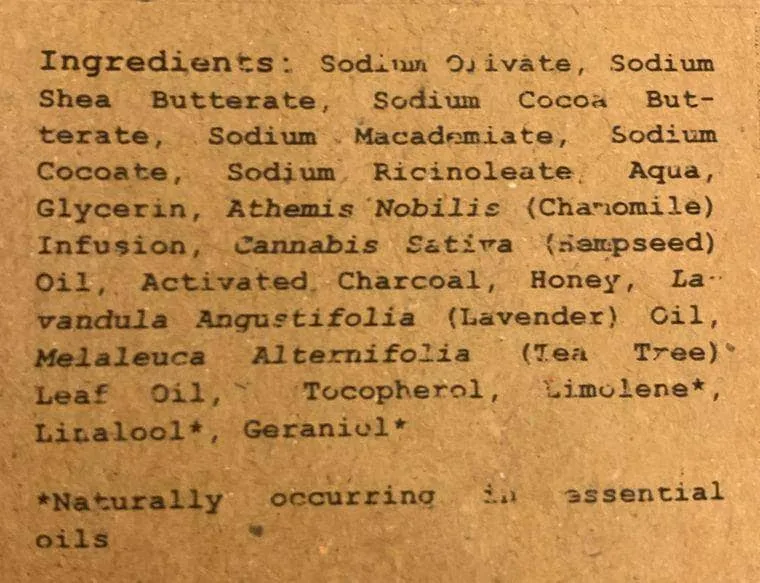 Ingredients: Sodium Olivate, Sodium
Shea Butterate, Sodium Cocoa But-
terate, Sodium Macadamiate, Sodium
Cocoate, Sodium Ricinoleate, Aqua,
Glycerin, Athemis Nobilis (Chamomile)
Infusion, Cannabis Sativa (Hempseed)
Oil, Activated Charcoal, Honey, La-
vandula Angustifolia (Lavender) Oil,
Melaleuca Alternifolia (Tea Tree)
Leaf Oil, Tocopherol, Limolene*,
Linalool*, Geraniol*
*Naturally occurring in essential
oils